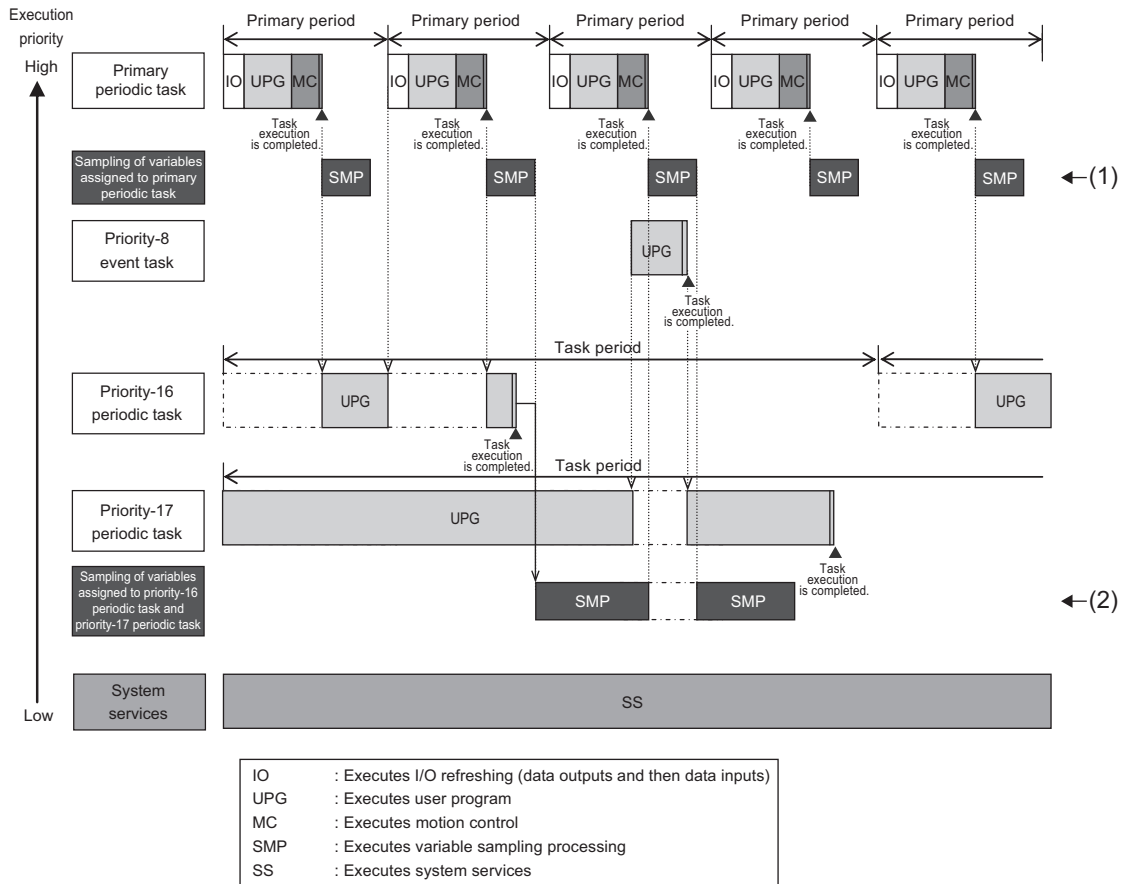 Execution
priority
High
Primary period
Primary period
Primary period
Primary period
Primary period
Primary
periodic task
IO UPG MC
IO UPG MC
IO UPG MC
IO UPG MC
IO UPG MC
Task
execution
is completed.
Task
execution
is completed.
Task
execution
is completed.
Task
execution
is completed.
Task
execution
is completed.
Sampling of variables
assigned to primary
periodic task
SMP
SMP
SMP
SMP
SMP
(1)
Priority-8
event task
UPG
Task
execution
is completed.
Task period
Priority-16
periodic task
UPG
UPG
Task
execution
is completed.
Task period
Priority-17
periodic task
UPG
Task
execution
is completed.
Sampling of variables
assigned to priority-16
periodic task and
priority-17 periodic task
SMP
SMP
(2)
System
services
SS
Low
IO : Executes I/O refreshing (data outputs and then data inputs)
UPG : Executes user program
MC : Executes motion control
SMP : Executes variable sampling processing
SS : Executes system services